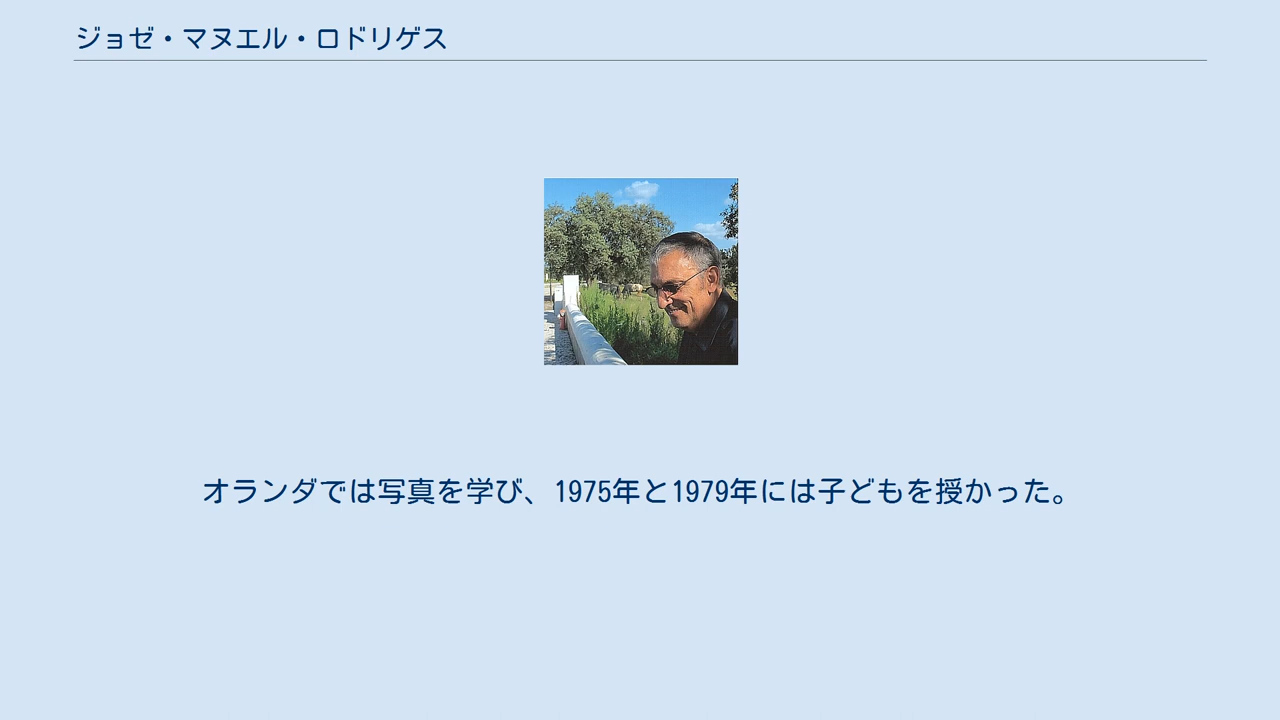 ジョゼ・マヌエル・ロドリゲス
オランダでは写真を学び、1975年と1979年には子どもを授かった。